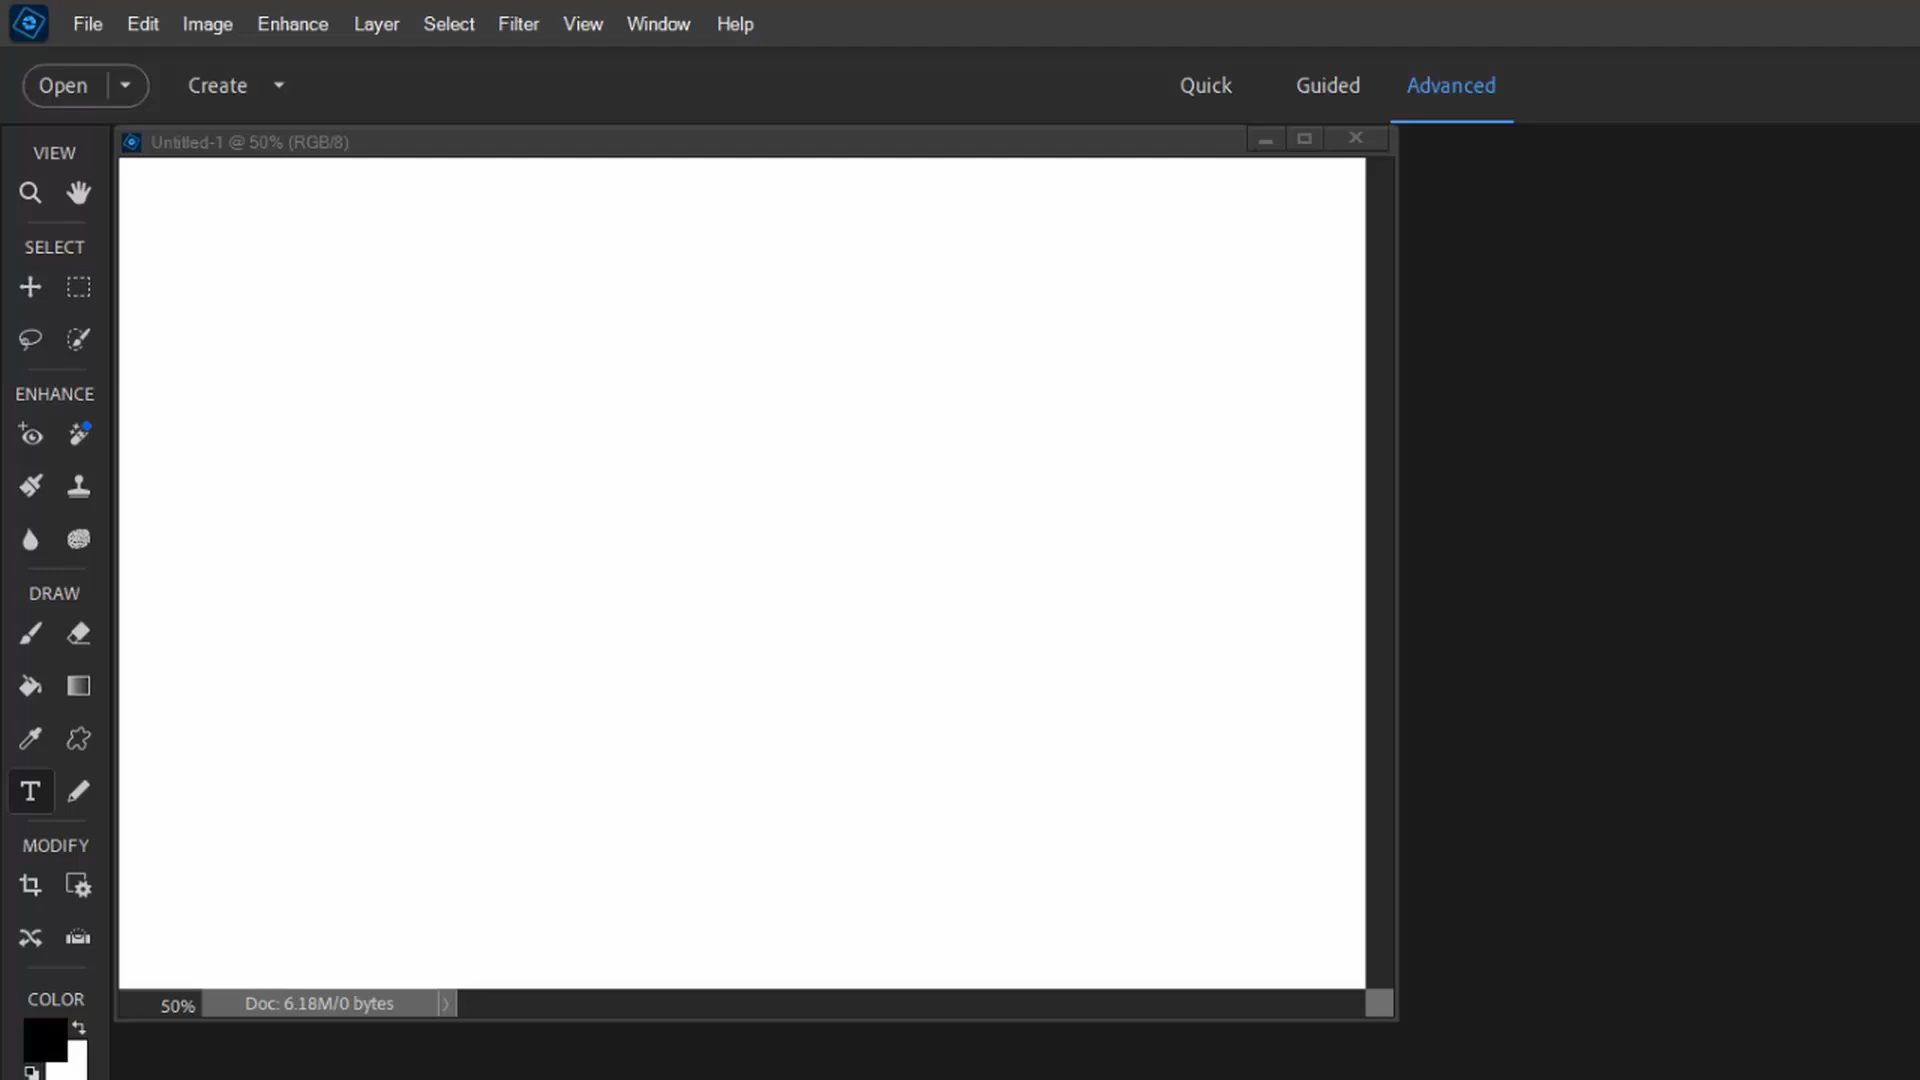 File Edit Image Enhance Layer Select Filter View Window Help
Open Create Quick Guided Advanced
Untitled-1 @ 50% (RGB/8)
VIEW
SELECT
ENHANCE
DRAW
T
MODIFY
50% Doc: 6.18M/0 bytes
COLOR